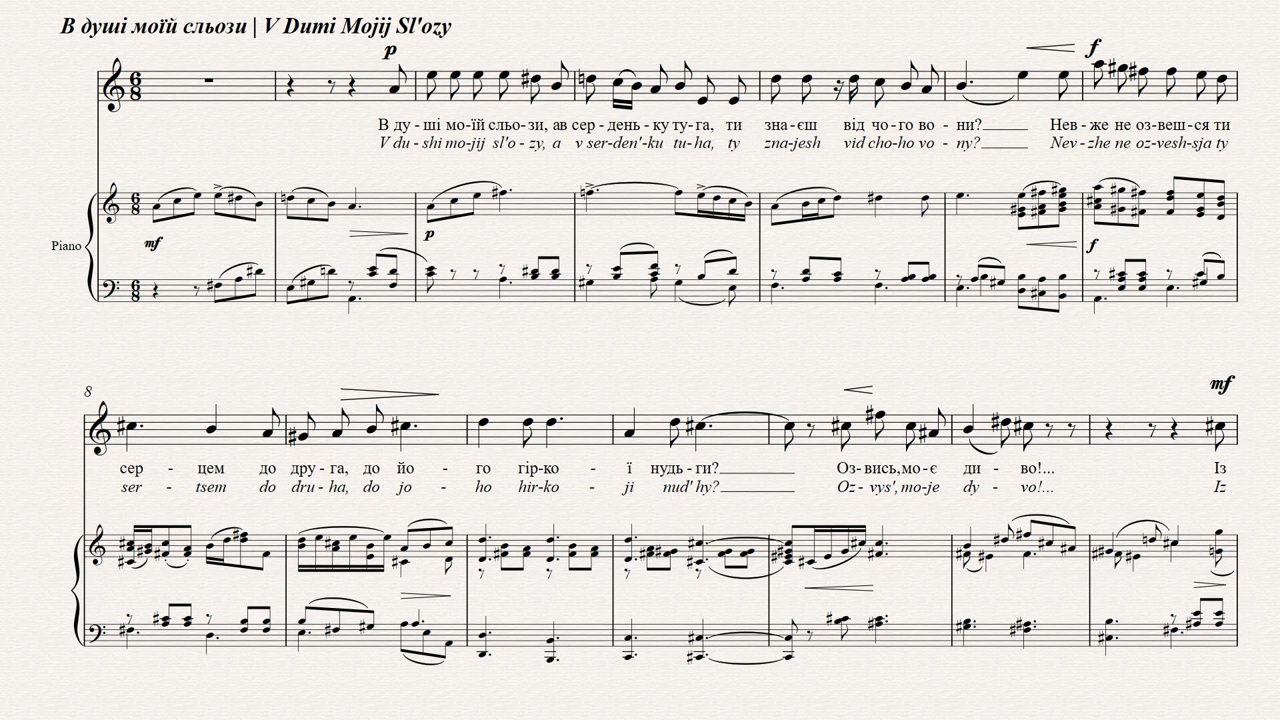 В душі моїй сльози | V Dumi Mojij Sl'ozy
p f
В ду - ші мо-їй сльо - зи, а в сер - день - ку ту - га, ти зна - єш від чо - го во - ни? Нев - же не оз - веш - ся ти
V du - shi mo-jij sl'o - zy, a v ser - den' - ku tu - ha, ty zna - jesh vid cho - ho vo - ny? Nev - zhe ne oz - vesh - sja ty
Piano mf p f
8
mf
сер - цем до дру - га, до йо - го гір - ко - ї нудь - ги? Оз - вись, мо - є ди - во!... Із
ser - tsem do dru - ha, do jo - ho hir - ko - ji nud' hy? Oz - vys', mo - je dy - vo!... Iz